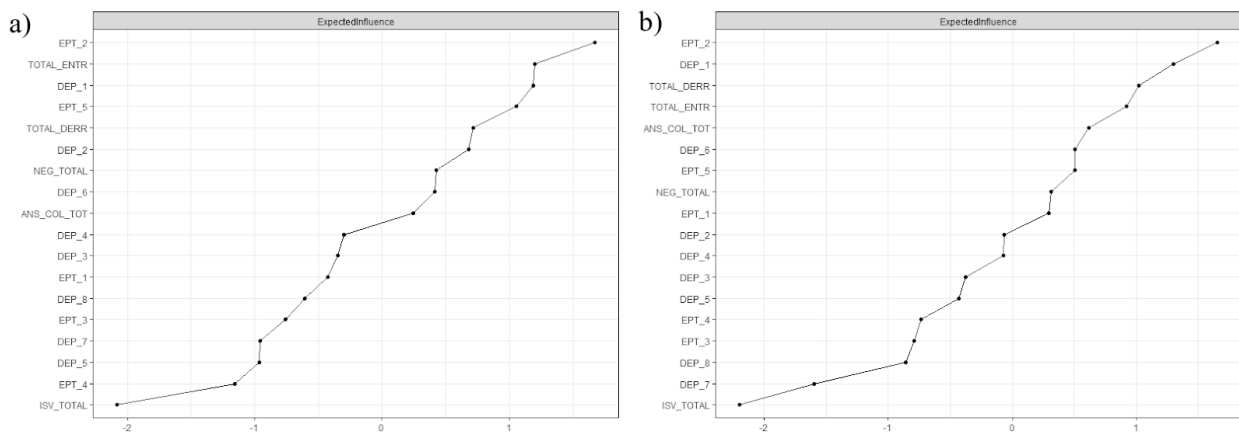 a)
ExpectedInfluence
EPT_2
TOTAL_ENTR
DEP_1
EPT_5
TOTAL_DERR
DEP_2
NEG_TOTAL
DEP_6
ANS_COL_TOT
DEP_4
DEP_3
EPT_1
DEP_8
EPT_3
DEP_7
DEP_5
EPT_4
ISV_TOTAL
-2 -1 0 1
b)
ExpectedInfluence
EPT_2
DEP_1
TOTAL_DERR
TOTAL_ENTR
ANS_COL_TOT
DEP_6
EPT_5
NEG_TOTAL
EPT_1
DEP_2
DEP_4
DEP_3
DEP_5
EPT_4
EPT_3
DEP_8
DEP_7
ISV_TOTAL
-2 -1 0 1